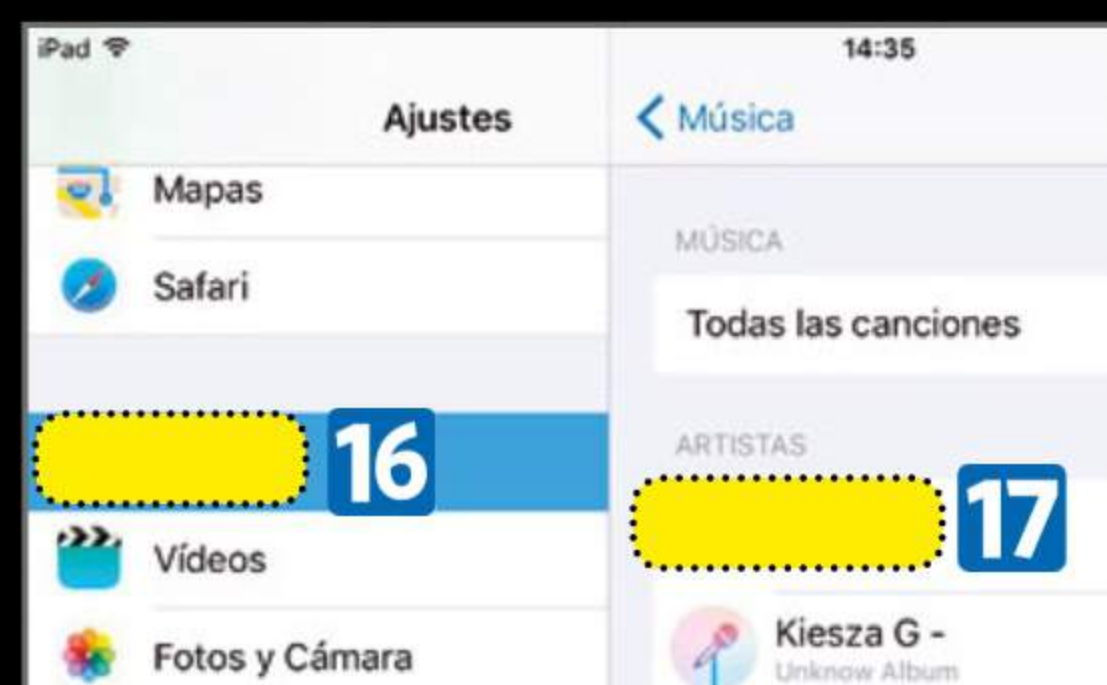 iPad
14:35
Ajustes
Música
Mapas
Safari
MÚSICA
Todas las canciones
16
ARTISTAS
17
Vídeos
Kiesza G -
Unknow Album
Fotos y Cámara